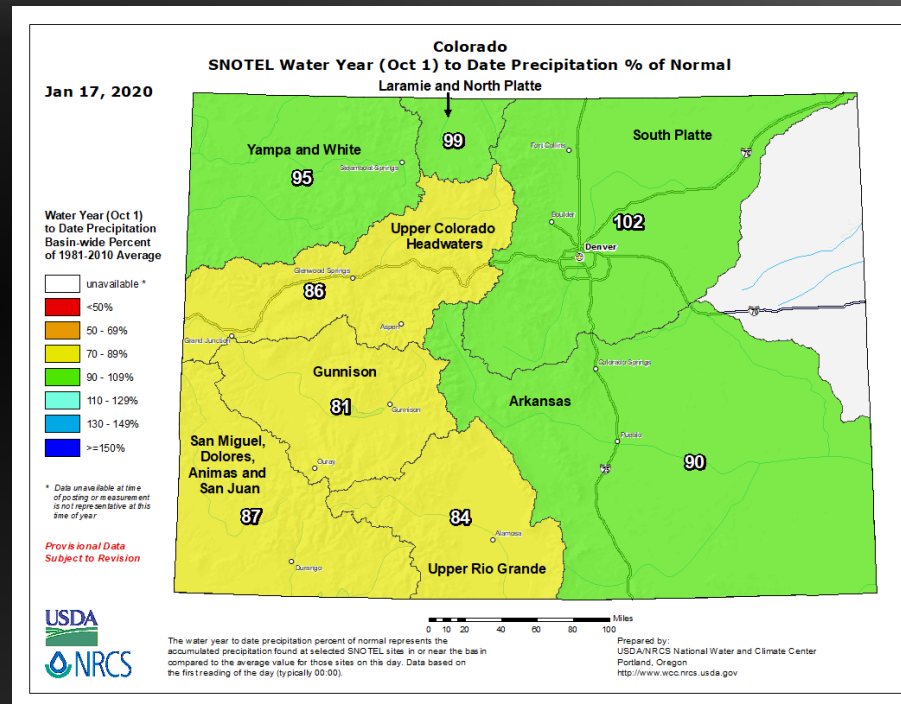 Colorado
SNOTEL Water Year (Oct 1) to Date Precipitation % of Normal
Jan 17, 2020
Laramie and North Platte
99
South Platte
Yampa and White
95
Steamboat Springs
Fort Collins
76
Water Year (Oct 1)
to Date Precipitation
Basin-wide Percent
of 1981-2010 Average
unavailable *
<50%
50 - 69%
70 - 89%
90 - 109%
110 - 129%
130 - 149%
>=150%
Upper Colorado
Headwaters
Boulder
102
Denver
Glenwood Springs
86
70
Aspen
Grand Junction
Colorado Springs
Gunnison
81
Gunnison
Arkansas
Pueblo
90
25
San Miguel,
Dolores,
Animas and
San Juan
87
Ouray
84
Alamosa
Upper Rio Grande
Durango
* Data unavailable at time
of posting or measurement
is not representative at this
time of year
Provisional Data
Subject to Revision
USDA
NRCS
0 10 20 40 60 80 100 Miles
The water year to date precipitation percent of normal represents the
accumulated precipitation found at selected SNOTEL sites in or near the basin
compared to the average value for those sites on this day. Data based on
the first reading of the day (typically 00:00).
Prepared by:
USDA/NRCS National Water and Climate Center
Portland, Oregon
http://www.wcc.nrcs.usda.gov